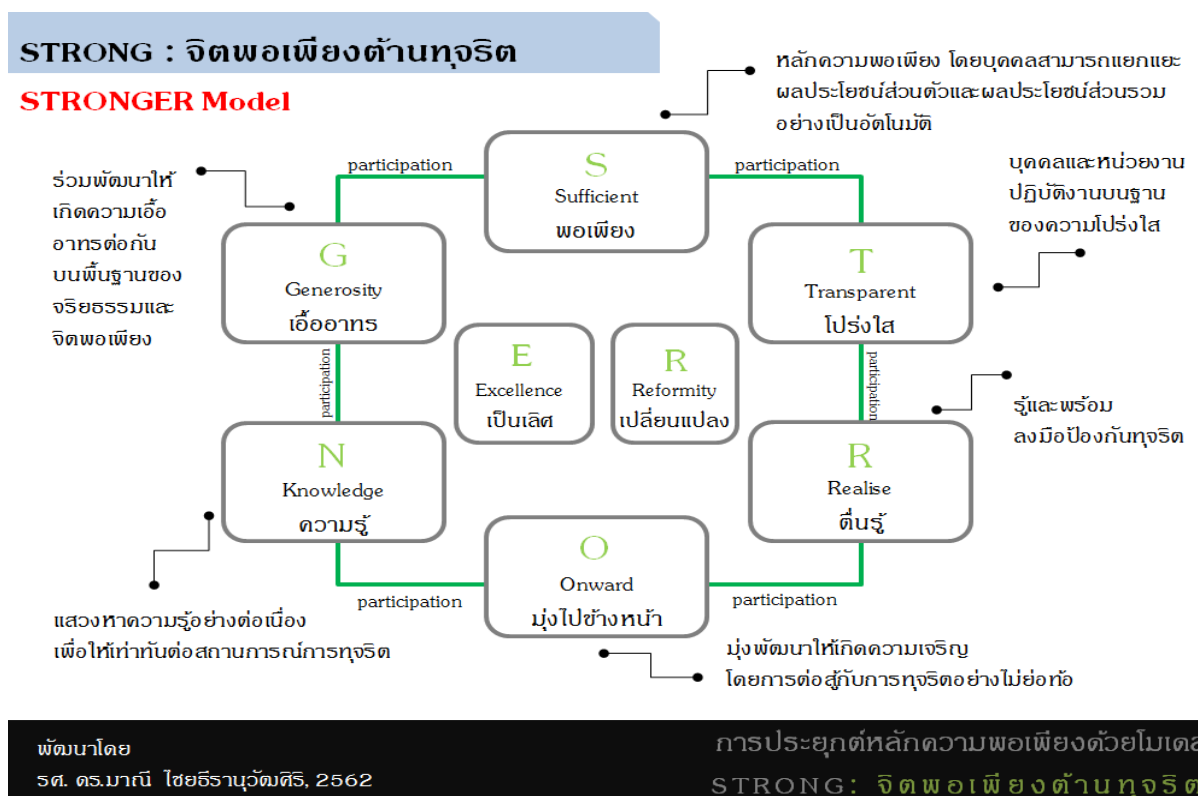 STRONG : จิตพอเพียงต้านทุจริต
STRONGER Model
หลักความพอเพียง โดยบุคคลสามารถแยกแยะ
ผลประโยชน์ส่วนตัวและผลประโยชน์ส่วนรวม
อย่างเป็นอัตโนมัติ
participation
S
Sufficient
พอเพียง
participation
บุคคลและหน่วยงาน
ปฏิบัติงานบนฐาน
ของความโปร่งใส
ร่วมพัฒนาให้
เกิดความเอื้อ
อาทรต่อกัน
บนพื้นฐานของ
จริยธรรมและ
จิตพอเพียง
G
Generosity
เอื้ออาทร
T
Transparent
โปร่งใส
E
Excellence
เป็นเลิศ
R
Reformity
เปลี่ยนแปลง
participation
participation
รู้และพร้อม
ลงมือป้องกันทุจริต
N
Knowledge
ความรู้
R
Realise
ตื่นรู้
O
Onward
มุ่งไปข้างหน้า
participation
participation
แสวงหาความรู้อย่างต่อเนื่อง
เพื่อให้เท่าทันต่อสถานการณ์การทุจริต
มุ่งพัฒนาให้เกิดความเจริญ
โดยการต่อสู้กับการทุจริตอย่างไม่ย่อท้อ
พัฒนาโดย
รศ. ดร.มาณี ไชยธีรานุวัฒศิริ, 2562
การประยุกต์หลักความพอเพียงด้วยโมเดล
STRONG: จิตพอเพียงต้านทุจริต